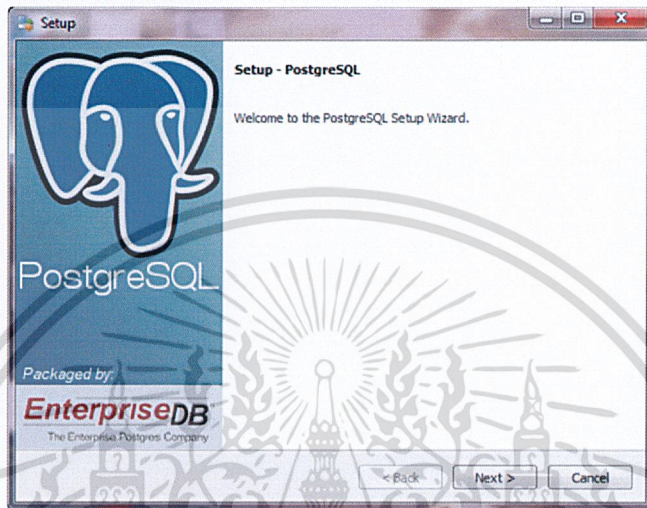 Setup
Setup - PostgreSQL
Welcome to the PostgreSQL Setup Wizard.
PostgreSQL
Packaged by:
EnterpriseDB
The Enterprise Postgres Company
< Back
Next >
Cancel